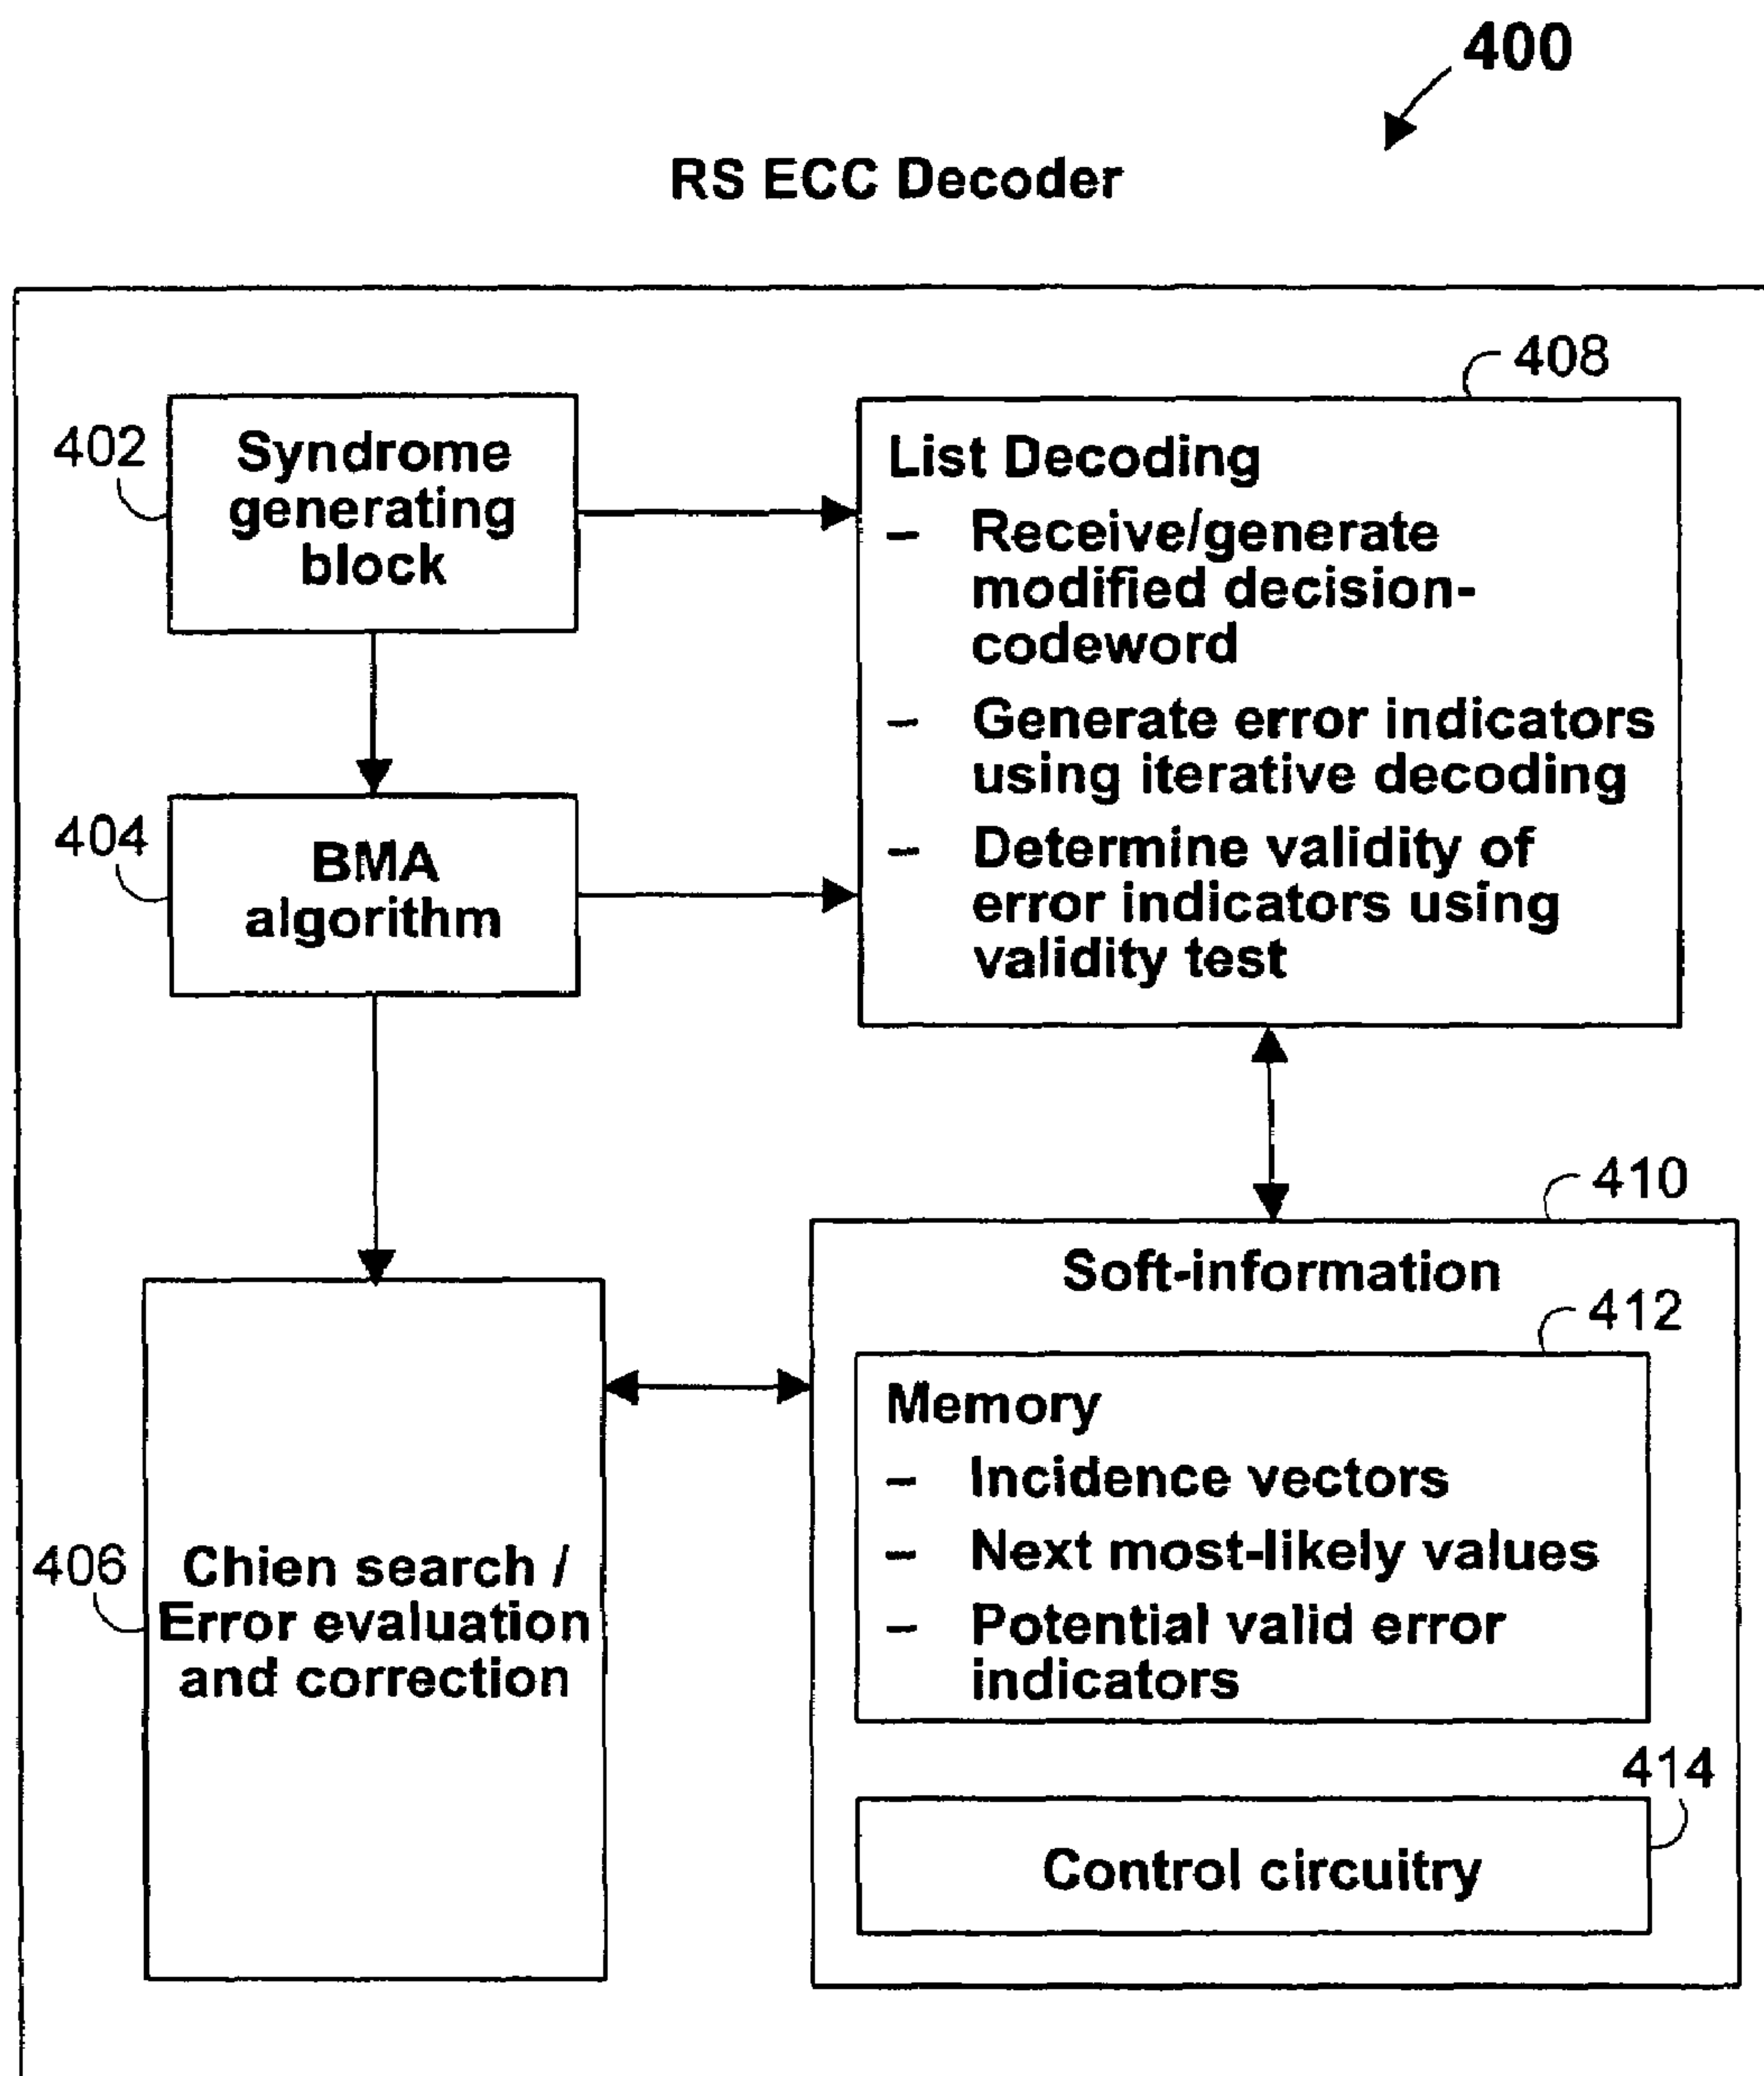 400
RS ECC Decoder
402
Syndrome
generating
block
404
BMA
algorithm
406
Chien search /
Error evaluation
and correction
408
List Decoding
– Receive/generate
modified decision-
codeword
– Generate error indicators
using iterative decoding
– Determine validity of
error indicators using
validity test
410
Soft-information
412
Memory
– Incidence vectors
– Next most-likely values
– Potential valid error
indicators
414
Control circuitry